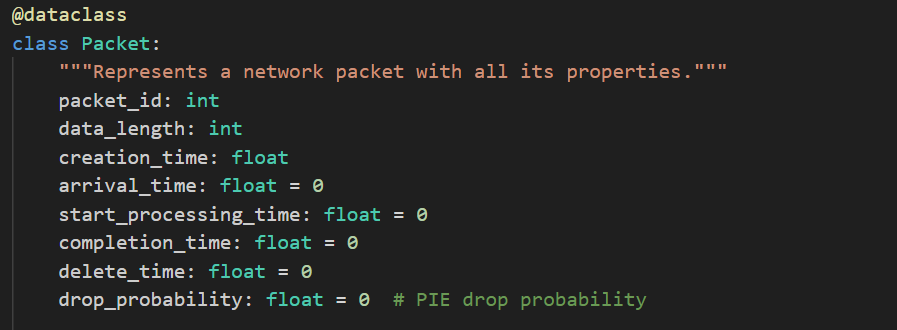 @dataclass
class Packet:
    """Represents a network packet with all its properties."""
    packet_id: int
    data_length: int
    creation_time: float
    arrival_time: float = 0
    start_processing_time: float = 0
    completion_time: float = 0
    delete_time: float = 0
    drop_probability: float = 0  # PIE drop probability